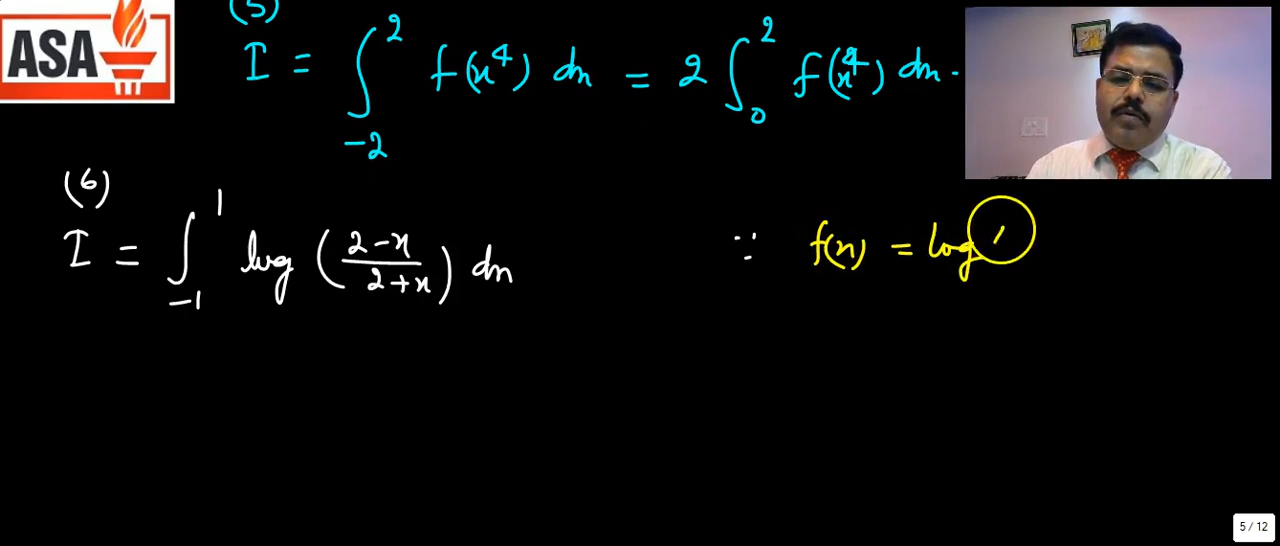 ASA
(5)
I = ∫_{-2}^{2} f(x⁴) dx = 2 ∫_{0}^{2} f(x⁴) dx.
(6)
I = ∫_{-1}^{1} log ( (2-x)/(2+x) ) dx ∵ f(x) = log (
5 / 12